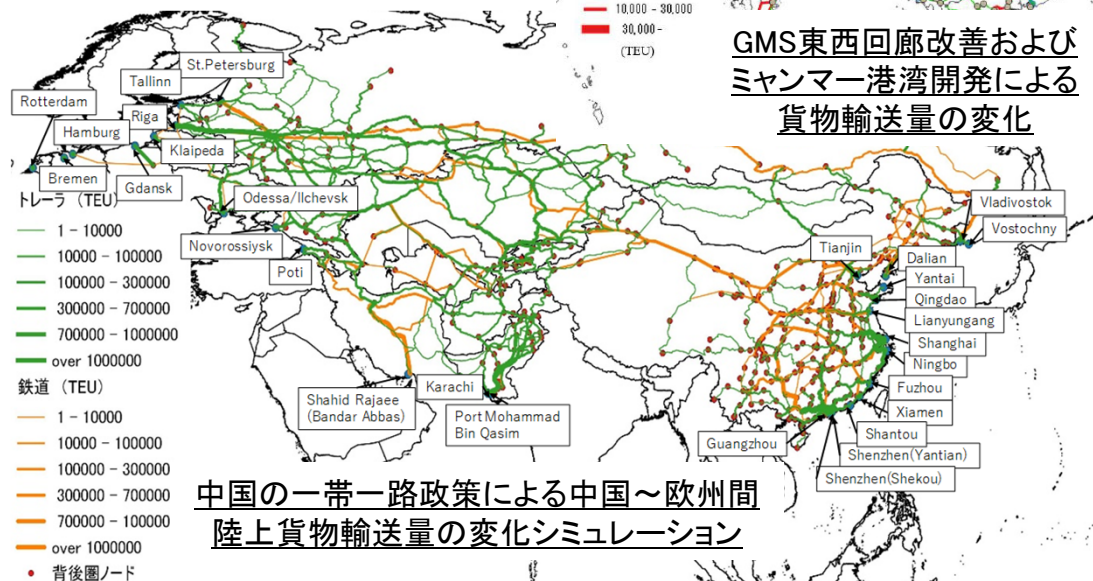 10,000 - 30,000
30,000 -
(TEU)
GMS東西回廊改善および
ミャンマー港湾開発による
貨物輸送量の変化
St.Petersburg
Tallinn
Rotterdam
Riga
Hamburg
Klaipeda
Bremen
Gdansk
トレーラ (TEU)
1 - 10000
10000 - 100000
100000 - 300000
300000 - 700000
700000 - 1000000
over 1000000
鉄道 (TEU)
1 - 10000
10000 - 100000
100000 - 300000
300000 - 700000
700000 - 100000
over 1000000
背後圏ノード
Odessa/Ilchevsk
Novorossiysk
Poti
Shahid Rajaee
(Bandar Abbas)
Karachi
Port Mohammad
Bin Qasim
Vladivostok
Vostochny
Tianjin
Dalian
Yantai
Qingdao
Lianyungang
Shanghai
Ningbo
Fuzhou
Xiamen
Shantou
Guangzhou
Shenzhen(Yantian)
Shenzhen(Shekou)
中国の一帯一路政策による中国～欧州間
陸上貨物輸送量の変化シミュレーション